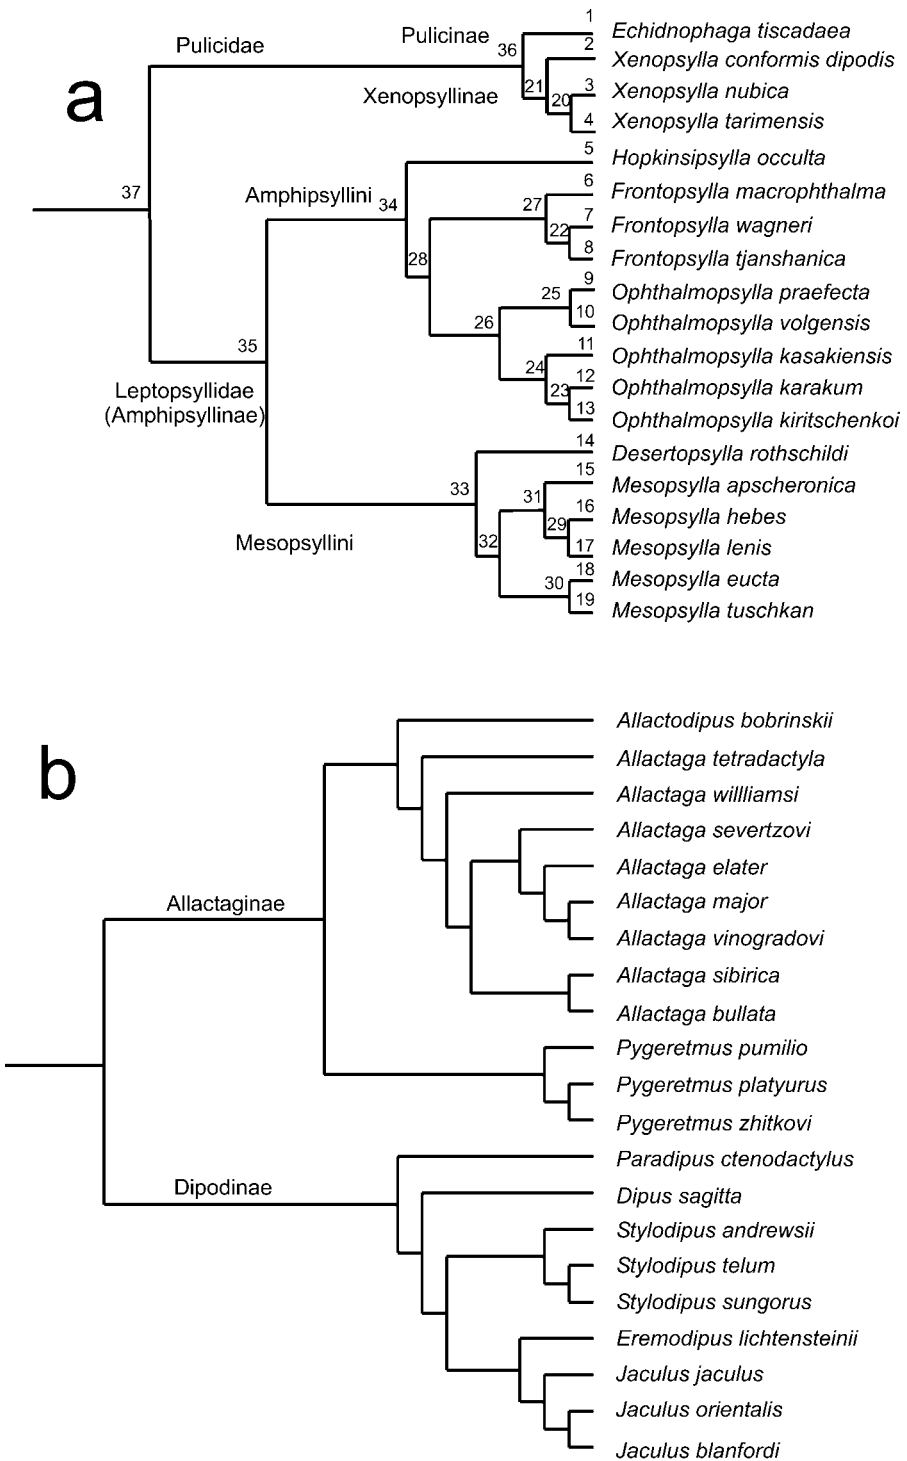 a
Pulicidae
Pulicinae
36
Xenopsyllinae
21
20
1
Echidnophaga tiscadaea
2
Xenopsylla conformis dipodis
3
Xenopsylla nubica
4
Xenopsylla tarimensis
37
Amphipsyllini
34
5
Hopkinsipsylla occulta
6
Frontopsylla macrophthalma
27
7
Frontopsylla wagneri
22
8
Frontopsylla tjanshanica
28
9
Ophthalmopsylla praefecta
25
10
Ophthalmopsylla volgensis
26
11
Ophthalmopsylla kasakiensis
24
12
Ophthalmopsylla karakum
23
13
Ophthalmopsylla kiritschenkoi
35
Leptopsyllidae
(Amphipsyllinae)
14
Desertopsylla rothschildi
33
15
Mesopsylla apscheronica
31
16
Mesopsylla hebes
29
17
Mesopsylla lenis
32
18
Mesopsylla eucta
30
19
Mesopsylla tuschkan
Mesopsyllini
b
Allactodipus bobrinskii
Allactaga tetradactyla
Allactaga willliamsi
Allactaga severtzovi
Allactaga elater
Allactaginae
Allactaga major
Allactaga vinogradovi
Allactaga sibirica
Allactaga bullata
Pygeretmus pumilio
Pygeretmus platyurus
Pygeretmus zhitkovi
Paradipus ctenodactylus
Dipodinae
Dipus sagitta
Stylodipus andrewsii
Stylodipus telum
Stylodipus sungorus
Eremodipus lichtensteinii
Jaculus jaculus
Jaculus orientalis
Jaculus blanfordi